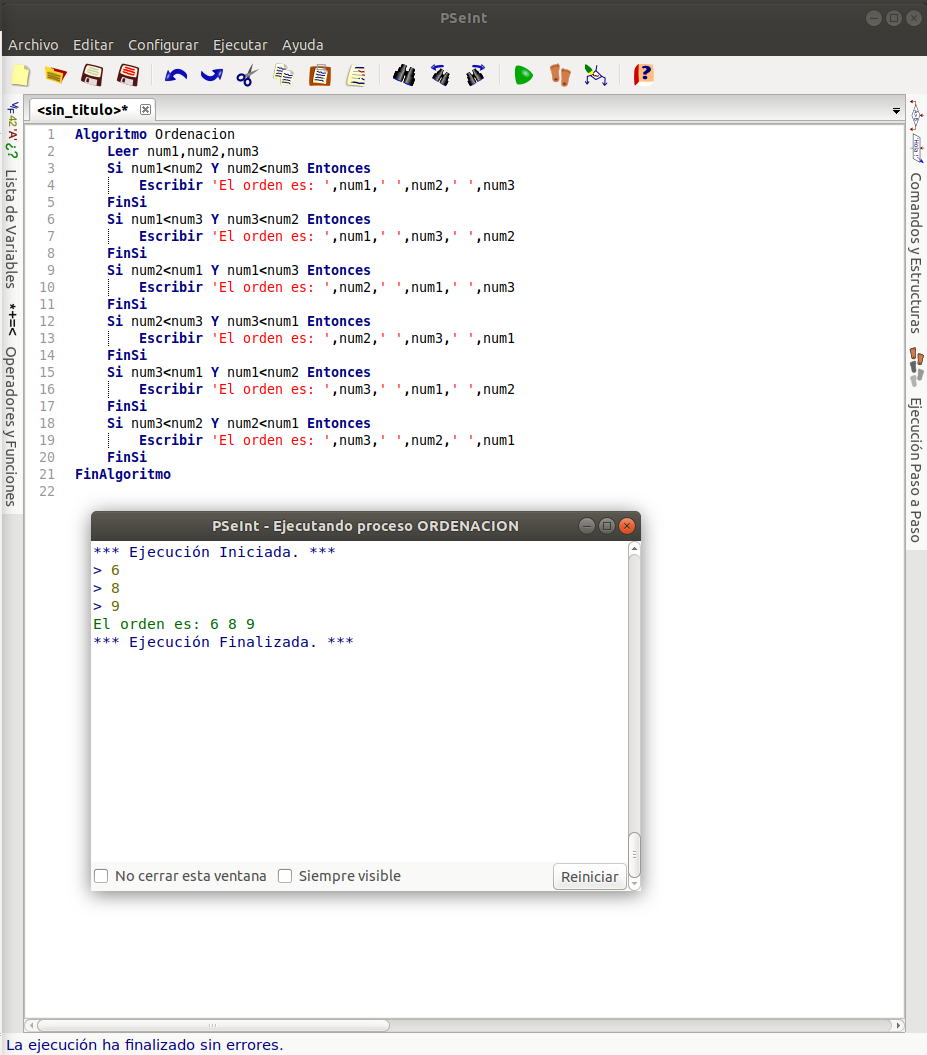 PSeInt
Archivo Editar Configurar Ejecutar Ayuda
<sin_titulo>*
1 Algoritmo Ordenacion
2 Leer num1,num2,num3
3 Si num1<num2 Y num2<num3 Entonces
4 Escribir 'El orden es: ',num1,' ',num2,' ',num3
5 FinSi
6 Si num1<num3 Y num3<num2 Entonces
7 Escribir 'El orden es: ',num1,' ',num3,' ',num2
8 FinSi
9 Si num2<num1 Y num1<num3 Entonces
10 Escribir 'El orden es: ',num2,' ',num1,' ',num3
11 FinSi
12 Si num2<num3 Y num3<num1 Entonces
13 Escribir 'El orden es: ',num2,' ',num3,' ',num1
14 FinSi
15 Si num3<num1 Y num1<num2 Entonces
16 Escribir 'El orden es: ',num3,' ',num1,' ',num2
17 FinSi
18 Si num3<num2 Y num2<num1 Entonces
19 Escribir 'El orden es: ',num3,' ',num2,' ',num1
20 FinSi
21 FinAlgoritmo
22
Lista de Variables
*+=< Operadores y Funciones
Comandos y Estructuras
Ejecución Paso a Paso
PSeInt - Ejecutando proceso ORDENACION
*** Ejecución Iniciada. ***
> 6
> 8
> 9
El orden es: 6 8 9
*** Ejecución Finalizada. ***
No cerrar esta ventana Siempre visible Reiniciar
La ejecución ha finalizado sin errores.